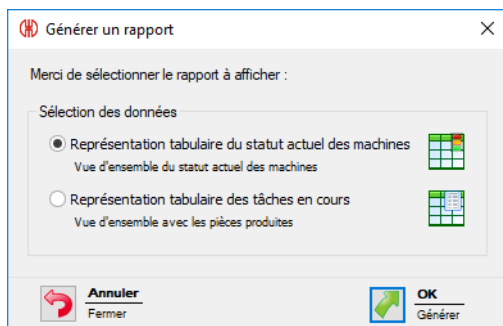 Générer un rapport
Merci de sélectionner le rapport à afficher :
Sélection des données
Représentation tabulaire du statut actuel des machines
Vue d'ensemble du statut actuel des machines
Représentation tabulaire des tâches en cours
Vue d'ensemble avec les pièces produites
Annuler
Fermer
OK
Générer